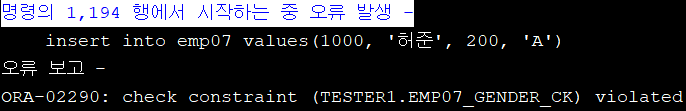 명령의 1,194 행에서 시작하는 중 오류 발생 -
insert into emp07 values(1000, '허준', 200, 'A')
오류 보고 -
ORA-02290: check constraint (TESTER1.EMP07_GENDER_CK) violated